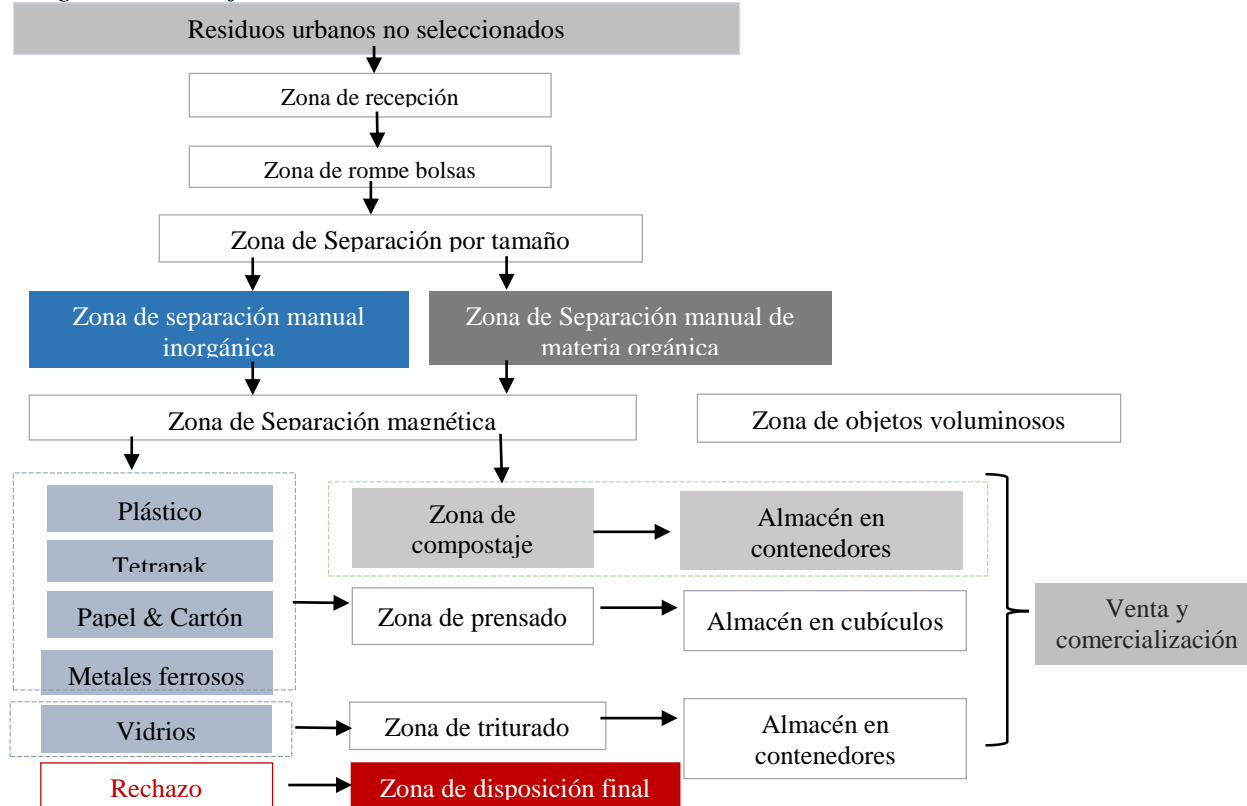 Residuos urbanos no seleccionados
Zona de recepción
Zona de rompe bolsas
Zona de Separación por tamaño
Zona de separación manual
inorgánica
Zona de Separación manual de
materia orgánica
Zona de Separación magnética
Zona de objetos voluminosos
Plástico
Tetrapak
Papel & Cartón
Metales ferrosos
Vidrios
Rechazo
Zona de
compostaje
Almacén en
contenedores
Zona de prensado
Almacén en cubículos
Zona de triturado
Almacén en
contenedores
Zona de disposición final
Venta y
comercialización